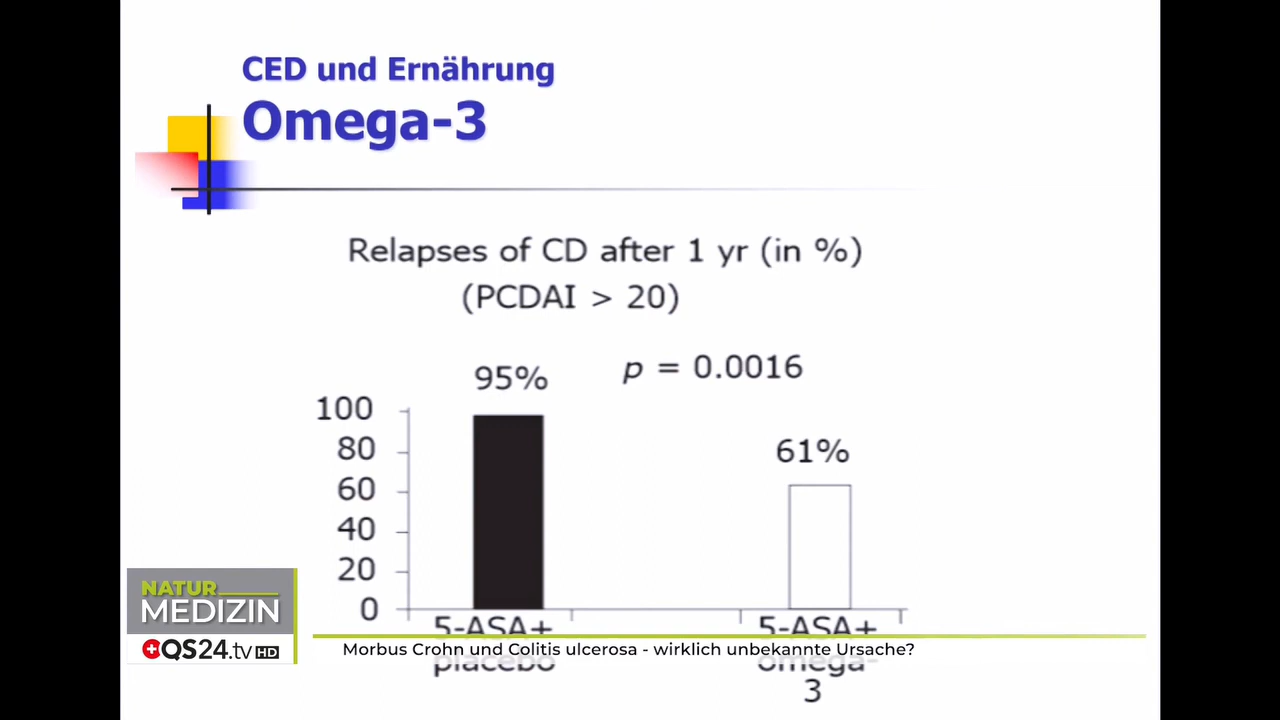 CED und Ernährung
Omega-3
Relapses of CD after 1 yr (in %)
(PCDAI > 20)
95%
p = 0.0016
100
80
61%
60
40
20
0
5-ASA+
placebo
5-ASA+
omega-
3
NATUR
MEDIZIN
QS24.tv HD
Morbus Crohn und Colitis ulcerosa - wirklich unbekannte Ursache?